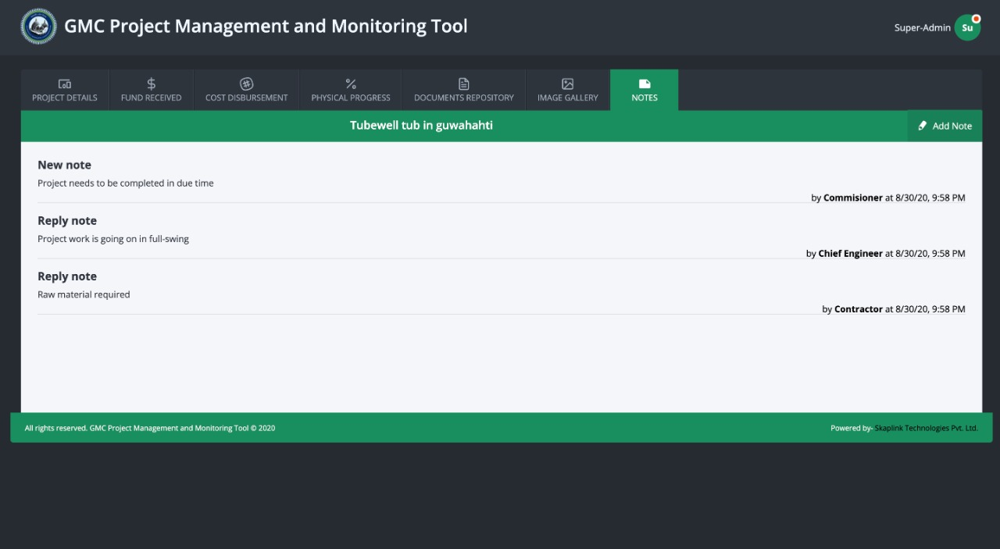 GMC Project Management and Monitoring Tool
Super-Admin
Su
PROJECT DETAILS
FUND RECEIVED
COST DISBURSEMENT
PHYSICAL PROGRESS
DOCUMENTS REPOSITORY
IMAGE GALLERY
NOTES
Tubewell tub in guwahahti
Add Note
New note
Project needs to be completed in due time
by Commisioner at 8/30/20, 9:58 PM
Reply note
Project work is going on in full-swing
by Chief Engineer at 8/30/20, 9:58 PM
Reply note
Raw material required
by Contractor at 8/30/20, 9:58 PM
All rights reserved. GMC Project Management and Monitoring Tool © 2020
Powered by- Skaplink Technologies Pvt. Ltd.